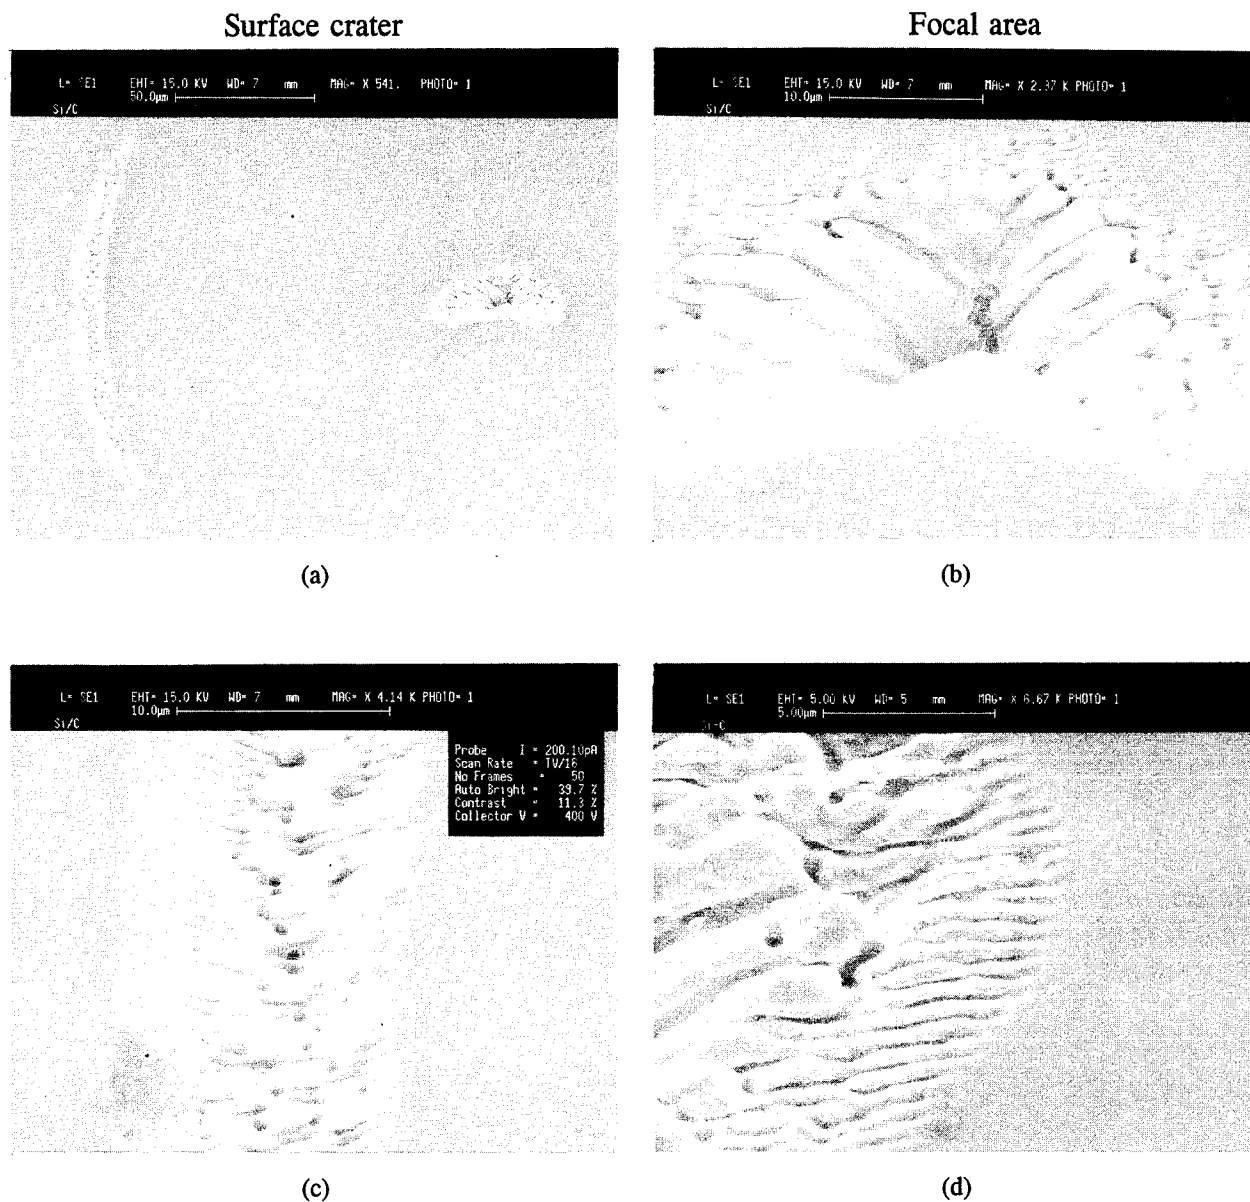 Surface crater
Focal area
L= SE1 EHT= 15.0 KV WD= 7 mm MAG= X 541. PHOTO= 1
50.0µm
Si/C
L= SE1 EHT= 15.0 KV WD= 7 mm MAG= X 2.37 K PHOTO= 1
10.0µm
Si/C
(a)
(b)
L= SE1 EHT= 15.0 KV WD= 7 mm MAG= X 4.14 K PHOTO= 1
10.0µm
Si/C
Probe I = 200.10pA
Scan Rate = TV/16
No Frames = 50
Auto Bright = 39.7 %
Contrast = 11.3 %
Collector V = 400 V
L= SE1 EHT= 5.00 KV WD= 5 mm MAG= X 6.67 K PHOTO= 1
5.00µm
Si-C
(c)
(d)